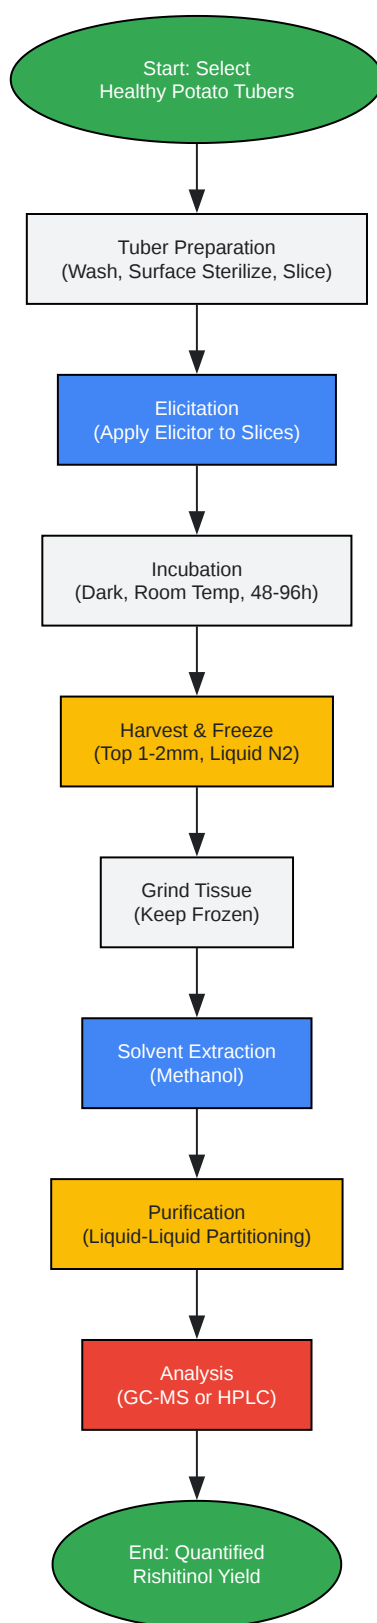 Start: Select
Healthy Potato Tubers
Tuber Preparation
(Wash, Surface Sterilize, Slice)
Elicitation
(Apply Elicitor to Slices)
Incubation
(Dark, Room Temp, 48-96h)
Harvest & Freeze
(Top 1-2mm, Liquid N2)
Grind Tissue
(Keep Frozen)
Solvent Extraction
(Methanol)
Purification
(Liquid-Liquid Partitioning)
Analysis
(GC-MS or HPLC)
End: Quantified
Rishitinol Yield